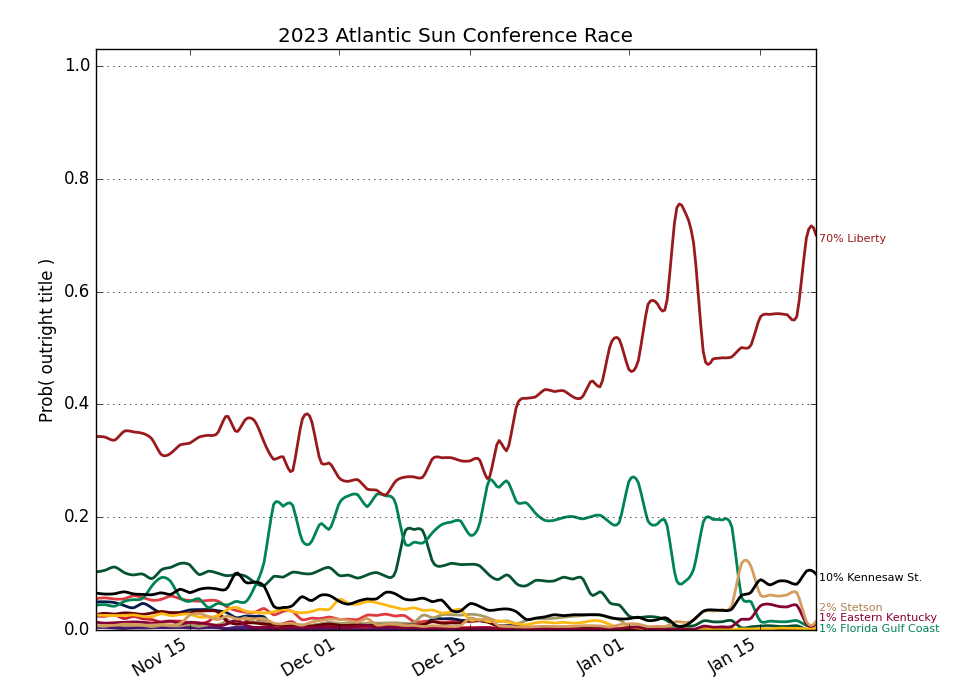 2023 Atlantic Sun Conference Race
Prob( outright title )
1.0
0.8
0.6
0.4
0.2
0.0
70% Liberty
10% Kennesaw St.
2% Stetson
1% Eastern Kentucky
1% Florida Gulf Coast
Nov 15
Dec 01
Dec 15
Jan 01
Jan 15